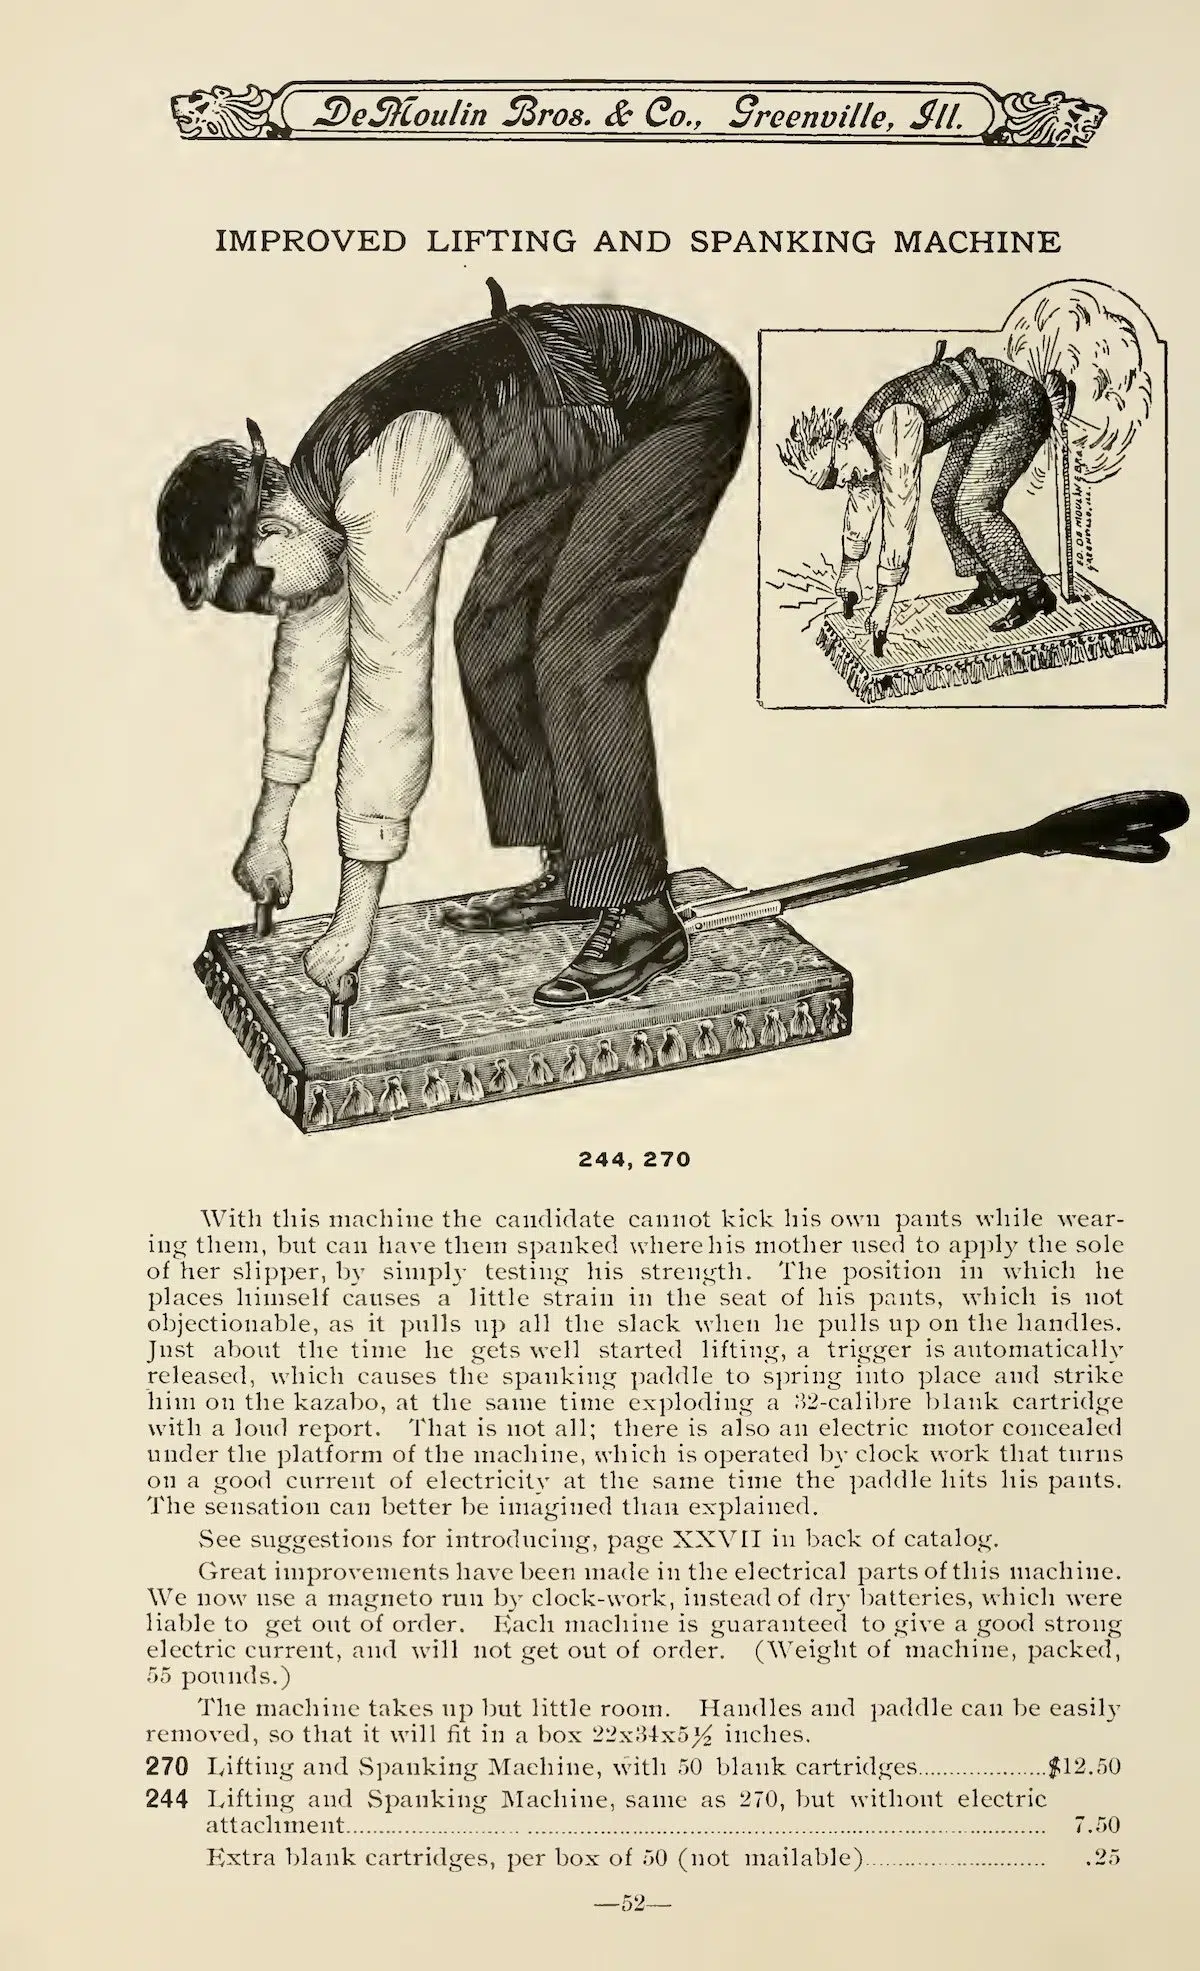 DeMoulin Bros. & Co., Greenville, Ill.
IMPROVED LIFTING AND SPANKING MACHINE
ED. DE MOULIN & BRO.
GREENVILLE, ILL.
244, 270
With this machine the candidate cannot kick his own pants while wear-
ing them, but can have them spanked where his mother used to apply the sole
of her slipper, by simply testing his strength. The position in which he
places himself causes a little strain in the seat of his pants, which is not
objectionable, as it pulls up all the slack when he pulls up on the handles.
Just about the time he gets well started lifting, a trigger is automatically
released, which causes the spanking paddle to spring into place and strike
him on the kazabo, at the same time exploding a 32-calibre blank cartridge
with a loud report. That is not all; there is also an electric motor concealed
under the platform of the machine, which is operated by clock work that turns
on a good current of electricity at the same time the paddle hits his pants.
The sensation can better be imagined than explained.
See suggestions for introducing, page XXVII in back of catalog.
Great improvements have been made in the electrical parts of this machine.
We now use a magneto run by clock-work, instead of dry batteries, which were
liable to get out of order. Each machine is guaranteed to give a good strong
electric current, and will not get out of order. (Weight of machine, packed,
55 pounds.)
The machine takes up but little room. Handles and paddle can be easily
removed, so that it will fit in a box 22x34x5½ inches.
270 Lifting and Spanking Machine, with 50 blank cartridges....................$12.50
244 Lifting and Spanking Machine, same as 270, but without electric
attachment.................................................................... 7.50
Extra blank cartridges, per box of 50 (not mailable)............................ .25
—52—